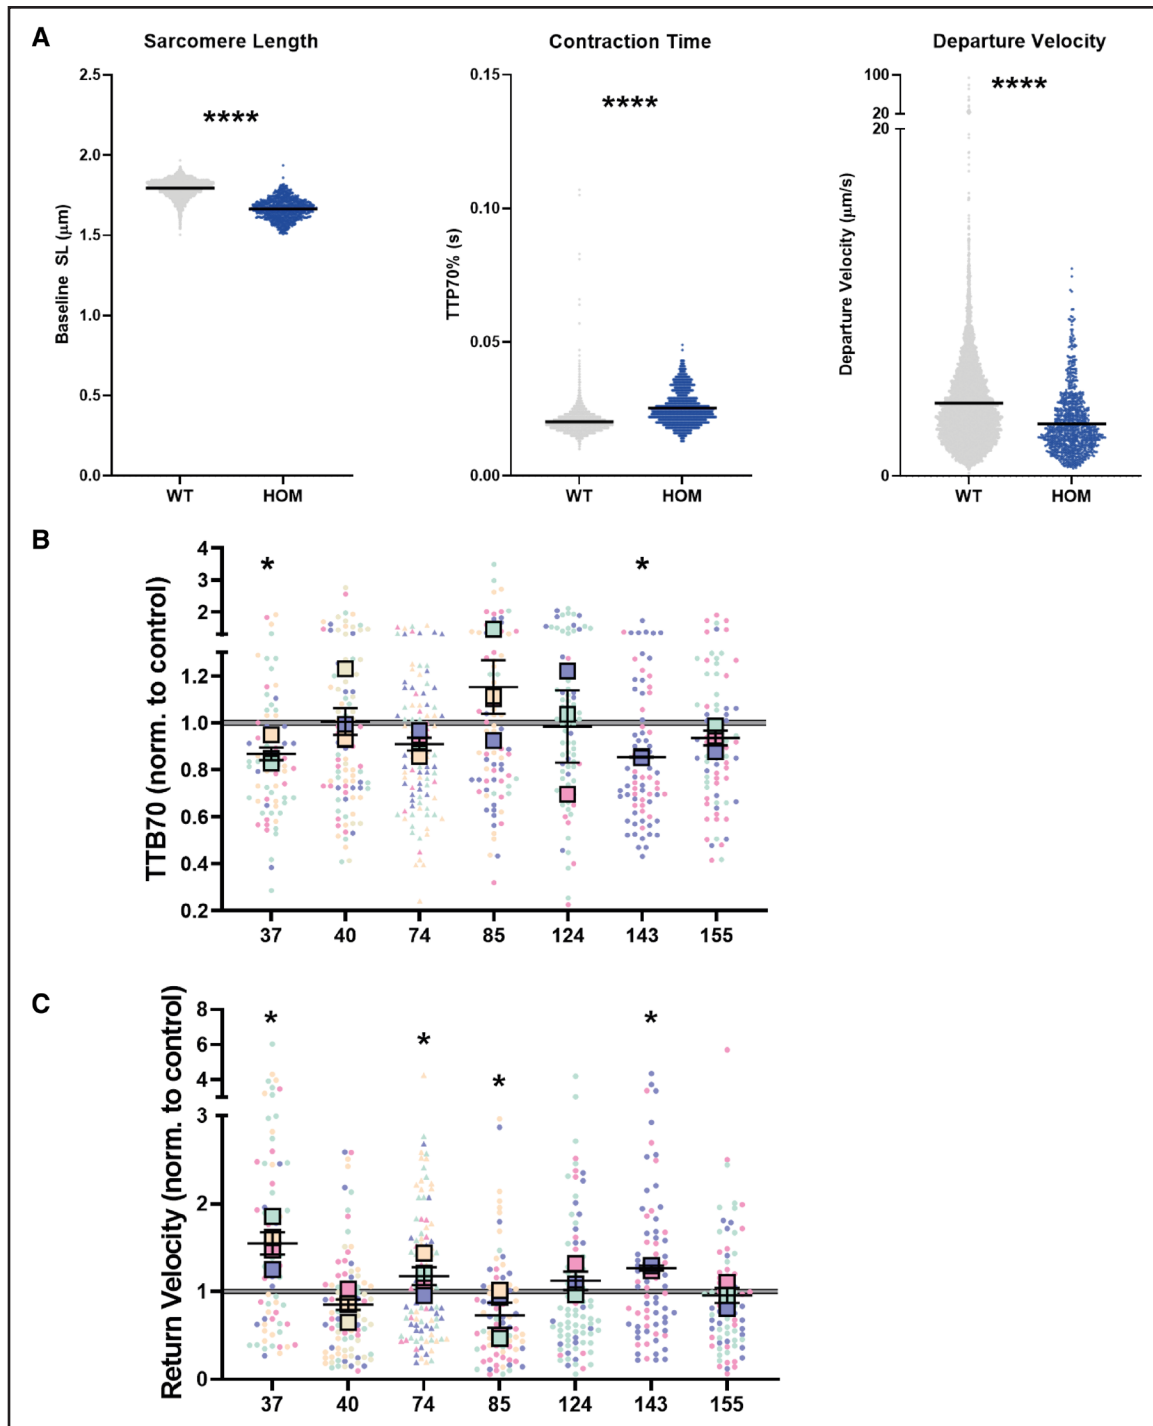 A
Sarcomere Length
Contraction Time
Departure Velocity
Baseline SL (μm)
2.5
2.0
1.5
1.0
0.5
0.0
****
WT
HOM
TTP70% (s)
0.15
0.10
0.05
0.00
****
WT
HOM
Departure Velocity (μm/s)
100
20
20
0
****
WT
HOM
B
TTB70 (norm. to control)
4
3
2
1.2
1.0
0.8
0.6
0.4
0.2
*
*
37 40 74 85 124 143 155
C
Return Velocity (norm. to control)
8
6
4
3
2
1
0
*
*
*
*
37 40 74 85 124 143 155